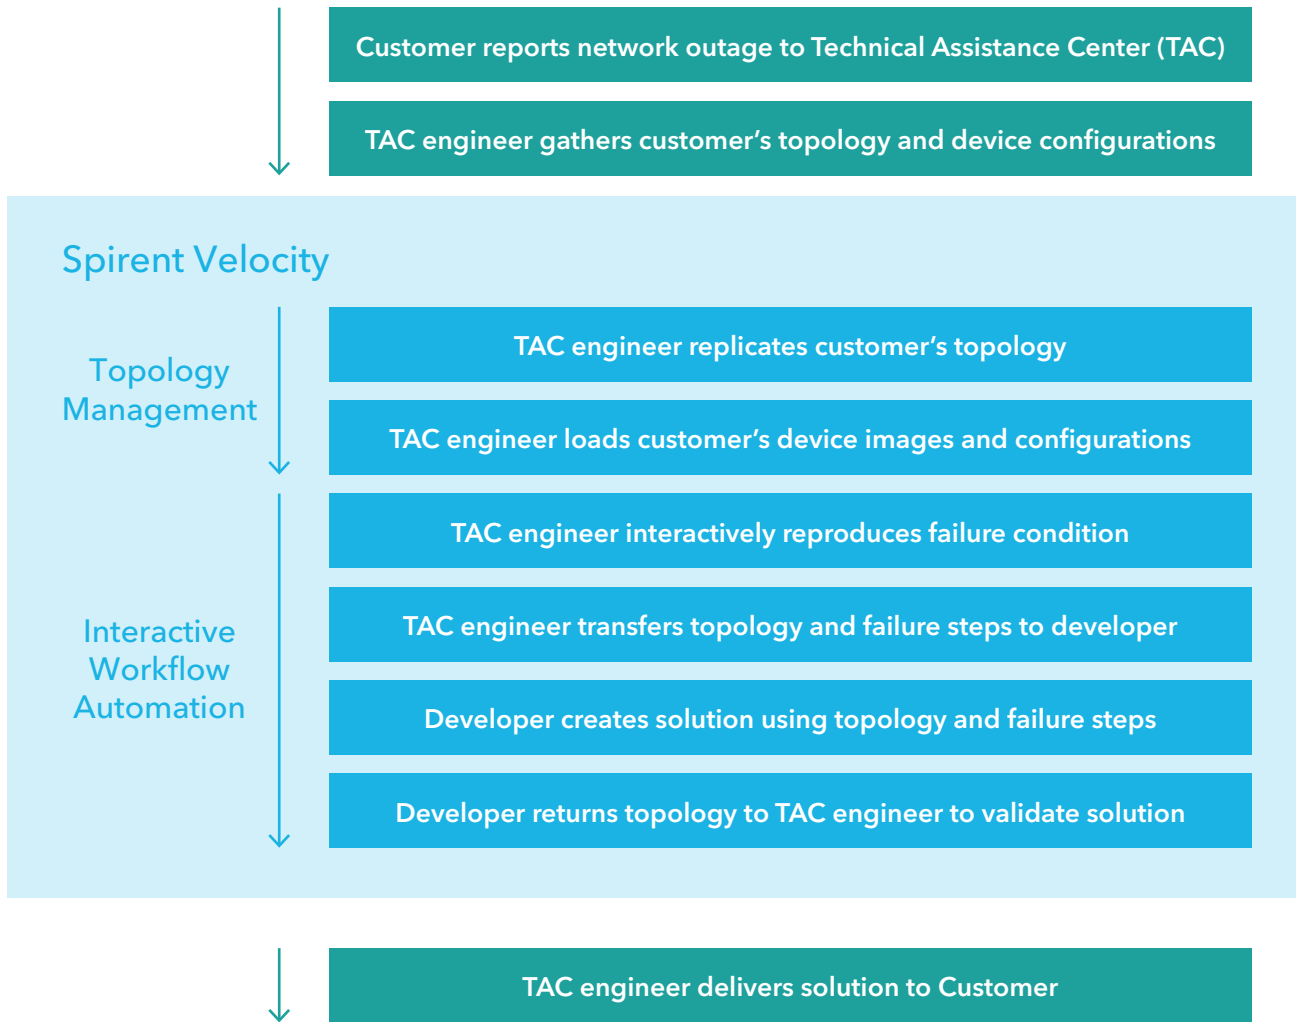 Customer reports network outage to Technical Assistance Center (TAC)
TAC engineer gathers customer’s topology and device configurations
Spirent Velocity
Topology
Management
TAC engineer replicates customer’s topology
TAC engineer loads customer’s device images and configurations
Interactive
Workflow
Automation
TAC engineer interactively reproduces failure condition
TAC engineer transfers topology and failure steps to developer
Developer creates solution using topology and failure steps
Developer returns topology to TAC engineer to validate solution
TAC engineer delivers solution to Customer